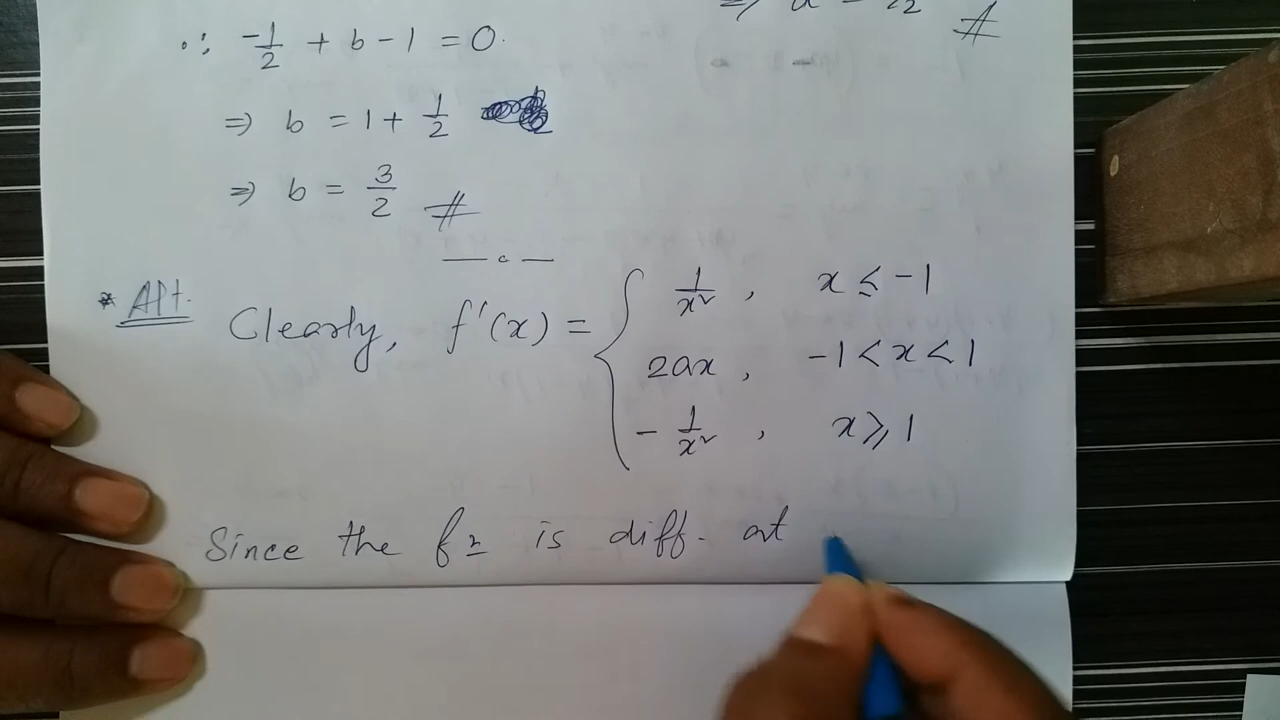 ∴ -1/2 + b - 1 = 0.
⇒ b = 1 + 1/2
⇒ b = 3/2 #
* Alt. Clearly, f'(x) = { 1/x², x ≤ -1
2ax, -1 < x < 1
- 1/x², x ≥ 1
Since the fn is diff. at